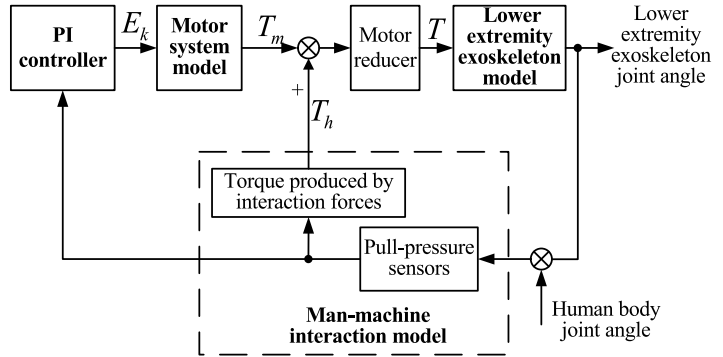 PI
controller
E_k
Motor
system
model
T_m
Motor
reducer
T
Lower
extremity
exoskeleton
model
Lower
extremity
exoskeleton
joint angle
+
T_h
Torque produced by
interaction forces
Pull-pressure
sensors
Man-machine
interaction model
Human body
joint angle